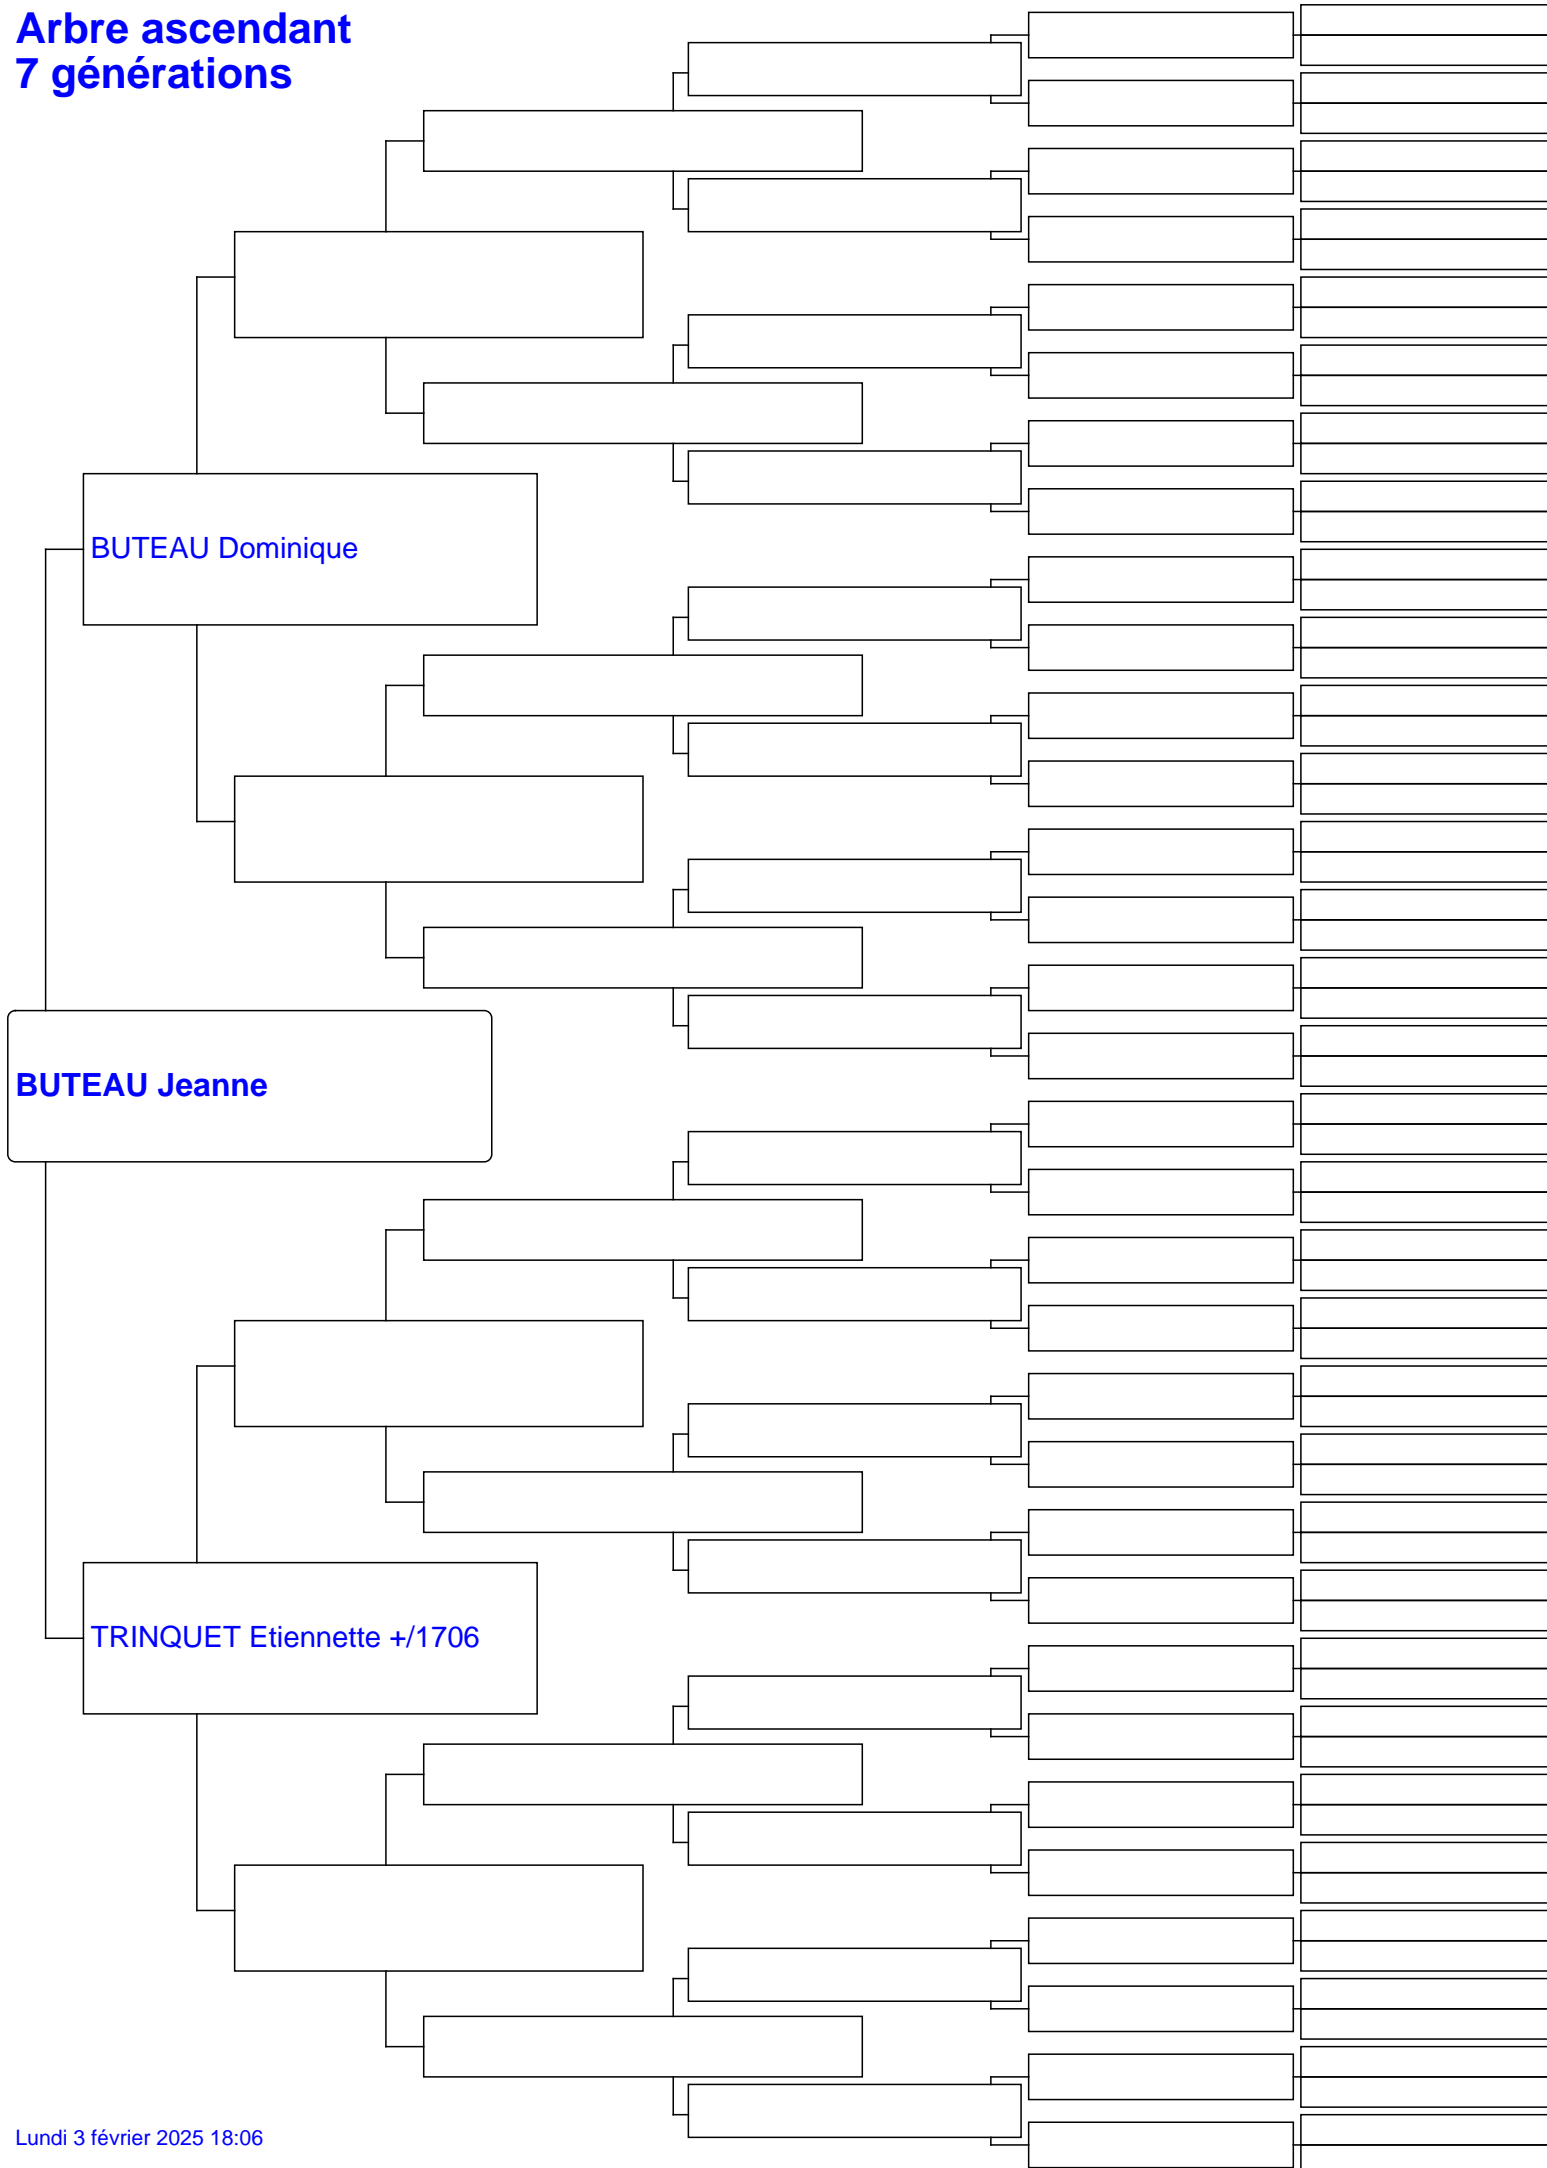 Arbre ascendant
7 générations
BUTEAU Dominique
BUTEAU Jeanne
TRINQUET Etiennette +/1706
Lundi 3 février 2025 18:06